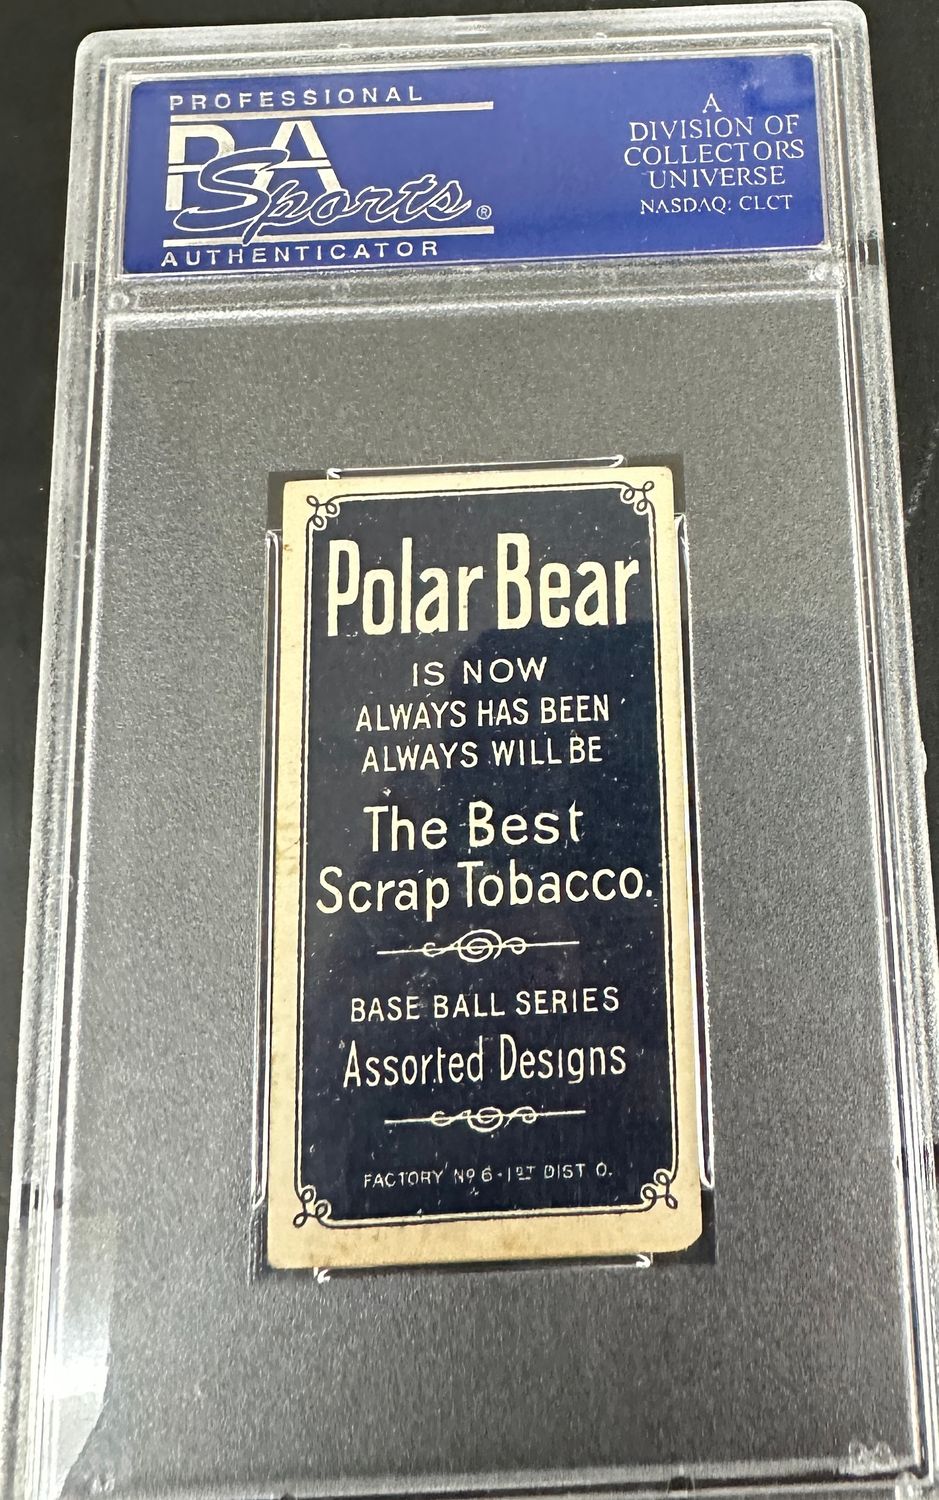 PROFESSIONAL
PSA
Sports®
AUTHENTICATOR
A
DIVISION OF
COLLECTORS
UNIVERSE
NASDAQ: CLCT
Polar Bear
IS NOW
ALWAYS HAS BEEN
ALWAYS WILL BE
The Best
Scrap Tobacco.
BASE BALL SERIES
Assorted Designs
FACTORY Nº 6 - 1ST DIST O.